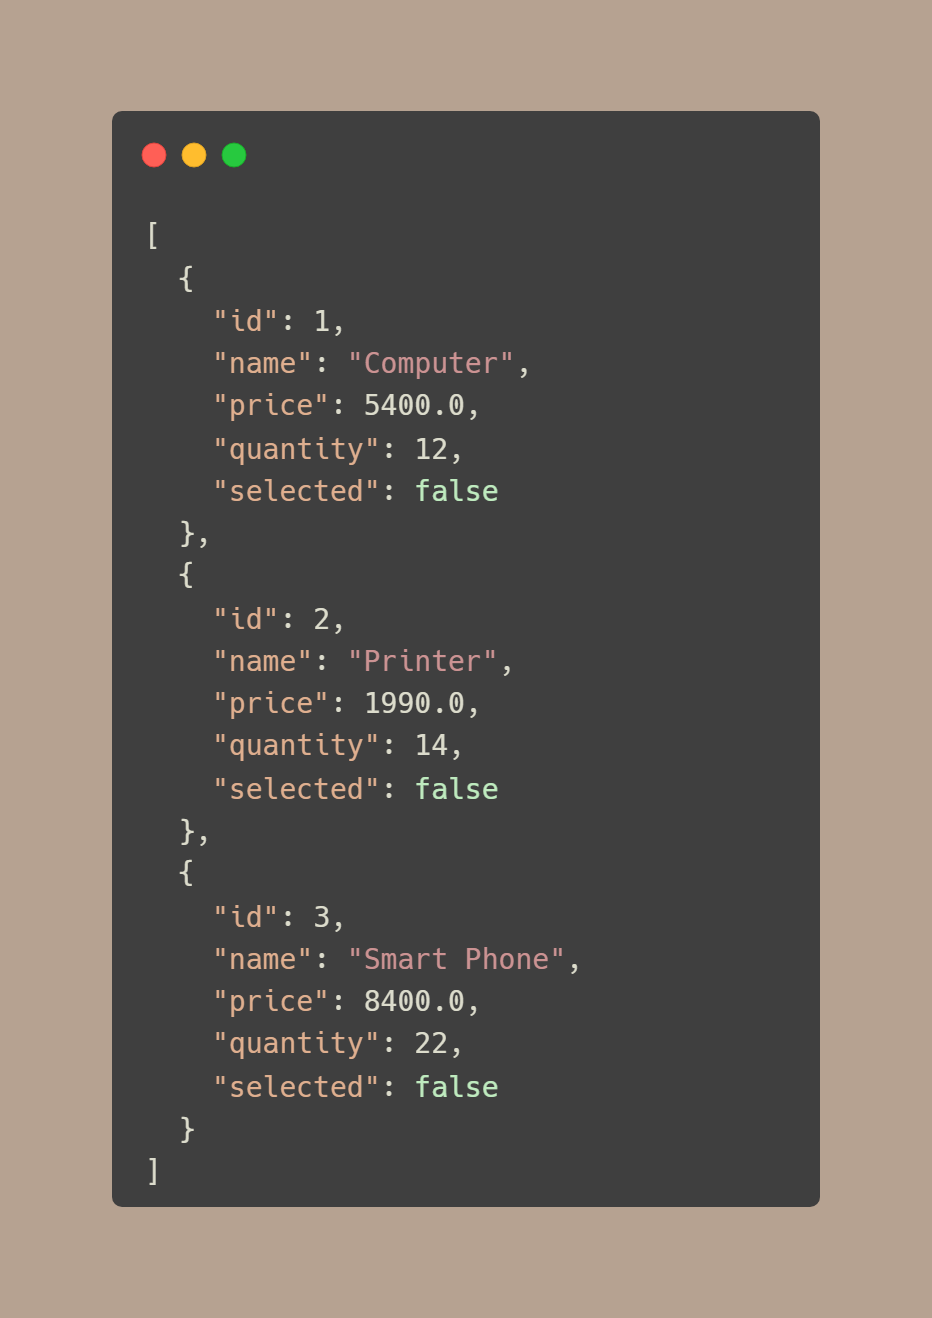 [
  {
    "id": 1,
    "name": "Computer",
    "price": 5400.0,
    "quantity": 12,
    "selected": false
  },
  {
    "id": 2,
    "name": "Printer",
    "price": 1990.0,
    "quantity": 14,
    "selected": false
  },
  {
    "id": 3,
    "name": "Smart Phone",
    "price": 8400.0,
    "quantity": 22,
    "selected": false
  }
]